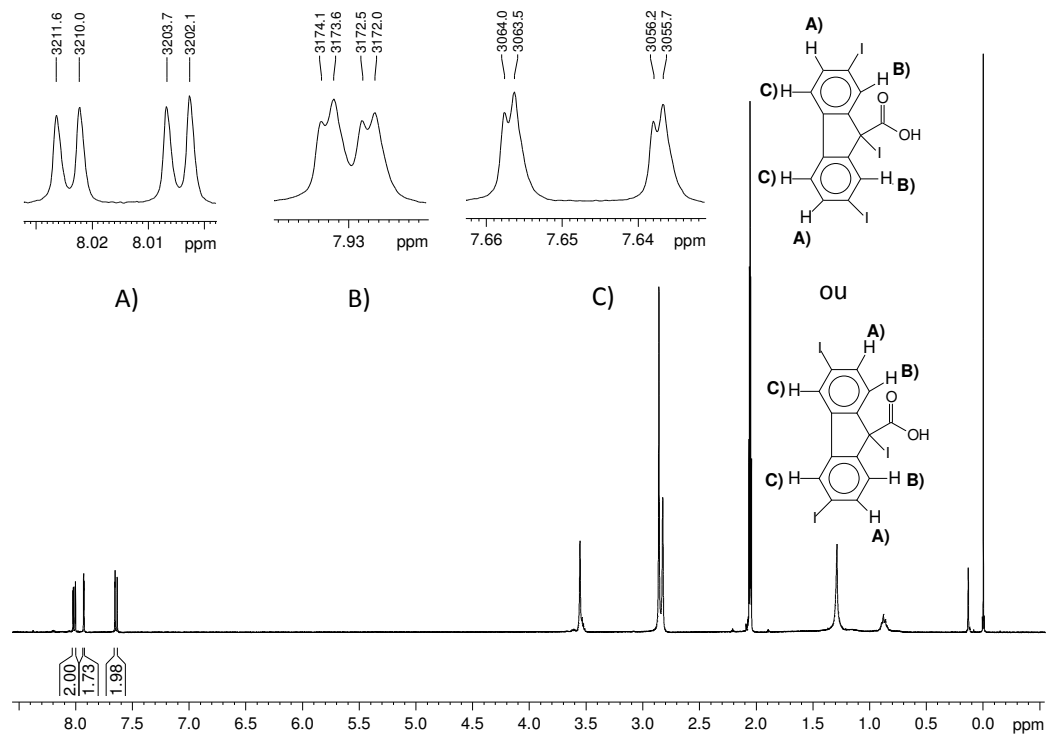 3211.6
3210.0
3203.7
3202.1
3174.1
3173.6
3172.5
3172.0
3064.0
3063.5
3056.2
3055.7
8.02 8.01 ppm
7.93 ppm
7.66 7.65 7.64 ppm
A)
B)
C)
A)
H I
H B)
C) H
O
OH
I
C) H
H B)
H I
A)
ou
I A)
H
H B)
C) H
O
OH
I
C) H
H B)
I H
A)
2.00
1.73
1.98
8.0 7.5 7.0 6.5 6.0 5.5 5.0 4.5 4.0 3.5 3.0 2.5 2.0 1.5 1.0 0.5 0.0 ppm